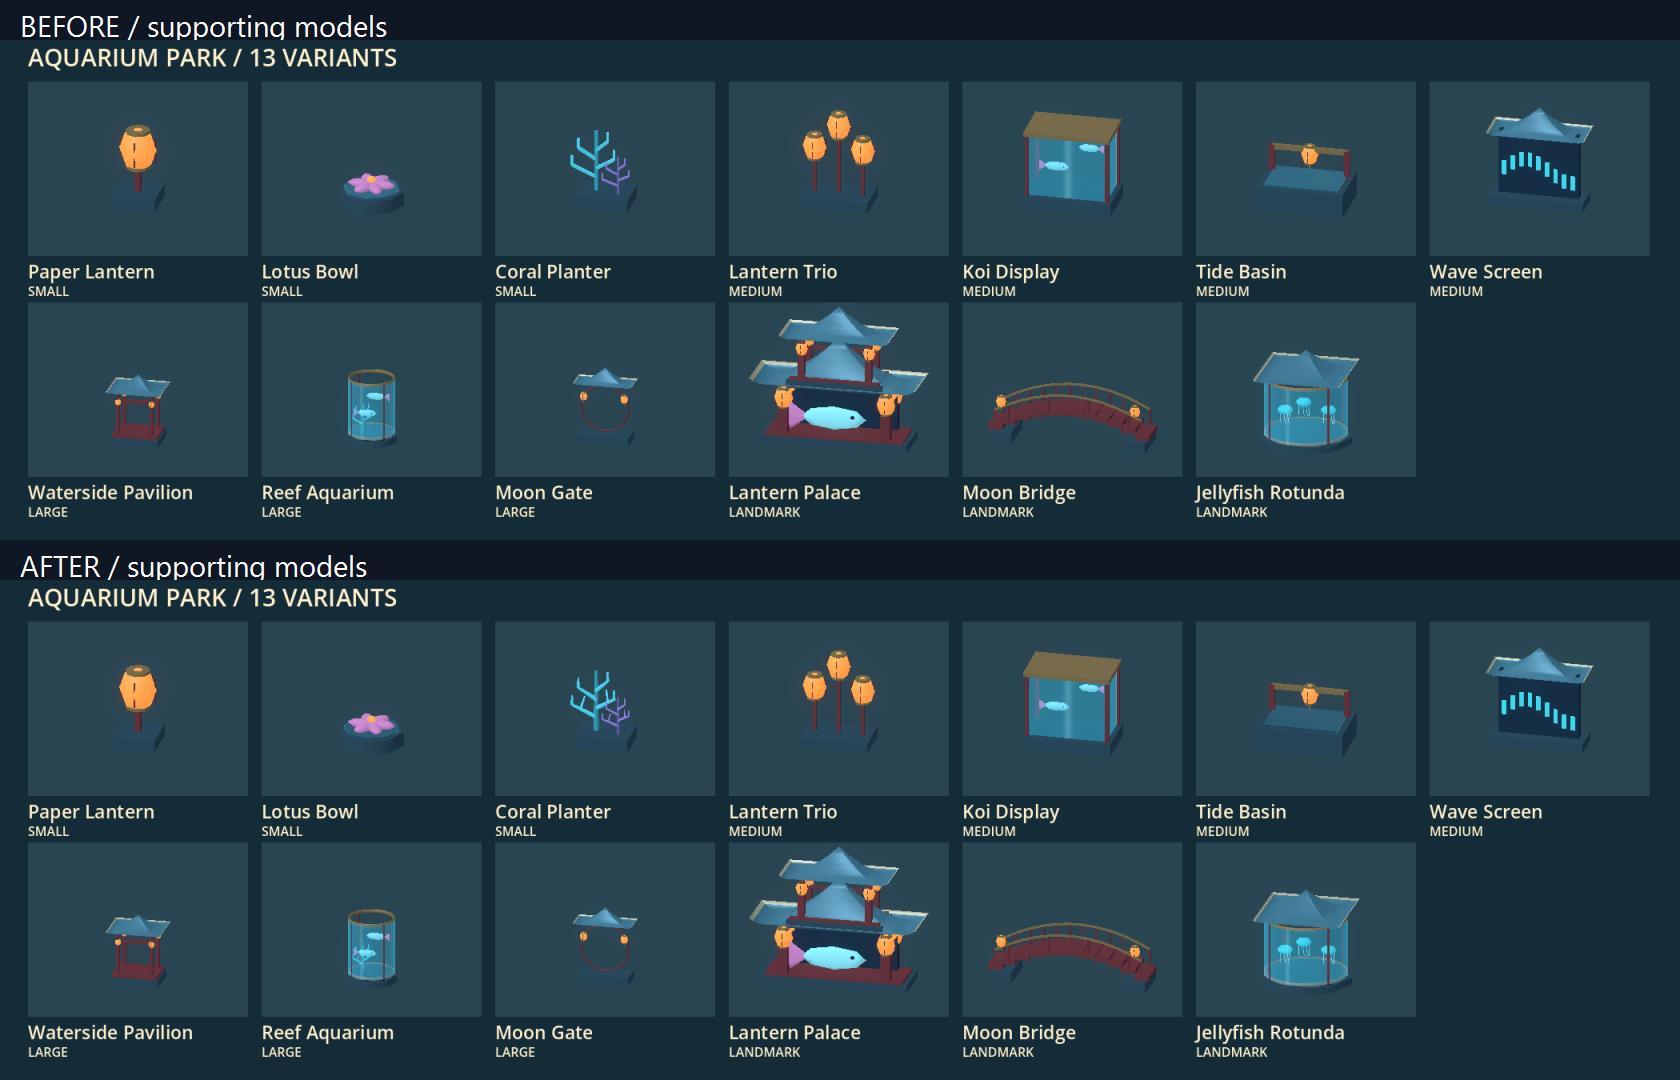 BEFORE / supporting models
AQUARIUM PARK / 13 VARIANTS
Paper Lantern
SMALL
Lotus Bowl
SMALL
Coral Planter
SMALL
Lantern Trio
MEDIUM
Koi Display
MEDIUM
Tide Basin
MEDIUM
Wave Screen
MEDIUM
Waterside Pavilion
LARGE
Reef Aquarium
LARGE
Moon Gate
LARGE
Lantern Palace
LANDMARK
Moon Bridge
LANDMARK
Jellyfish Rotunda
LANDMARK
AFTER / supporting models
AQUARIUM PARK / 13 VARIANTS
Paper Lantern
SMALL
Lotus Bowl
SMALL
Coral Planter
SMALL
Lantern Trio
MEDIUM
Koi Display
MEDIUM
Tide Basin
MEDIUM
Wave Screen
MEDIUM
Waterside Pavilion
LARGE
Reef Aquarium
LARGE
Moon Gate
LARGE
Lantern Palace
LANDMARK
Moon Bridge
LANDMARK
Jellyfish Rotunda
LANDMARK